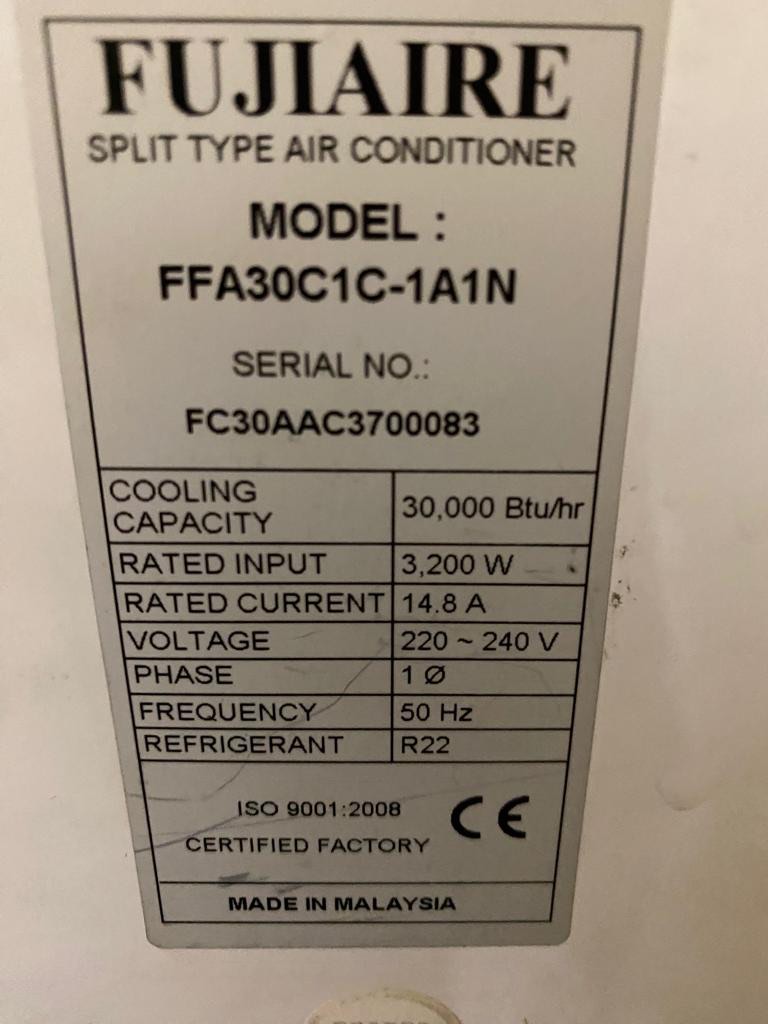 FUJIAIRE
SPLIT TYPE AIR CONDITIONER
MODEL :
FFA30C1C-1A1N
SERIAL NO.:
FC30AAC3700083
COOLING CAPACITY 30,000 Btu/hr
RATED INPUT 3,200 W
RATED CURRENT 14.8 A
VOLTAGE 220 ~ 240 V
PHASE 1 Ø
FREQUENCY 50 Hz
REFRIGERANT R22
ISO 9001:2008
CERTIFIED FACTORY
CE
MADE IN MALAYSIA